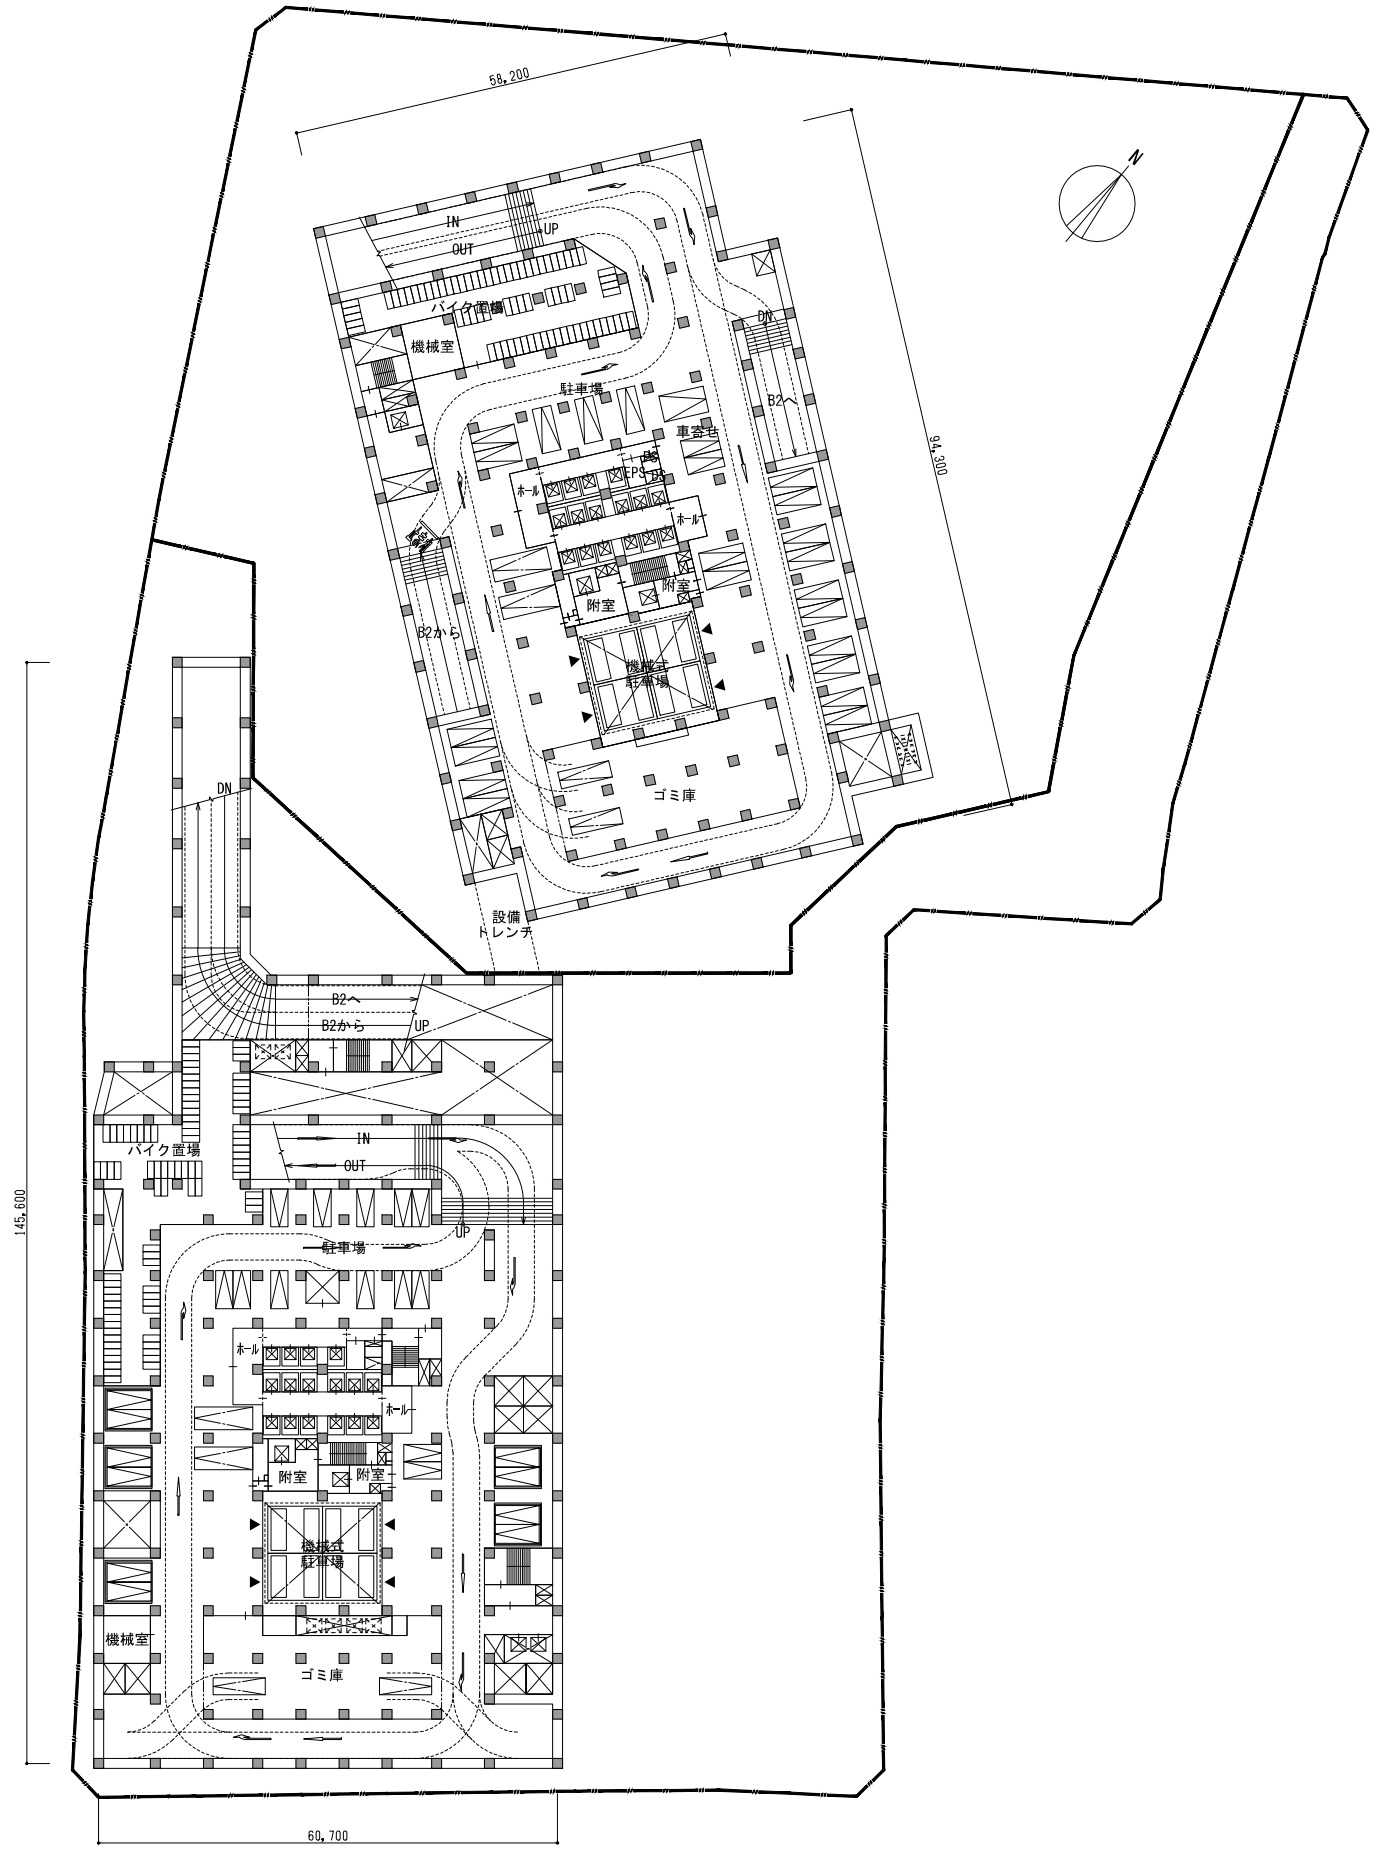 58,200
N
IN
UP
OUT
バイク置場
機械室
DN
駐車場
B2へ
車寄せ
94,300
DS
EPS
DS
ホール
ホール
附室
附室
B2から
機械式
駐車場
ゴミ庫
設備
トレンチ
DN
B2へ
B2から
UP
バイク置場
IN
OUT
145,600
UP
駐車場
ホール
ホール
附室
附室
機械式
駐車場
機械室
ゴミ庫
60,700